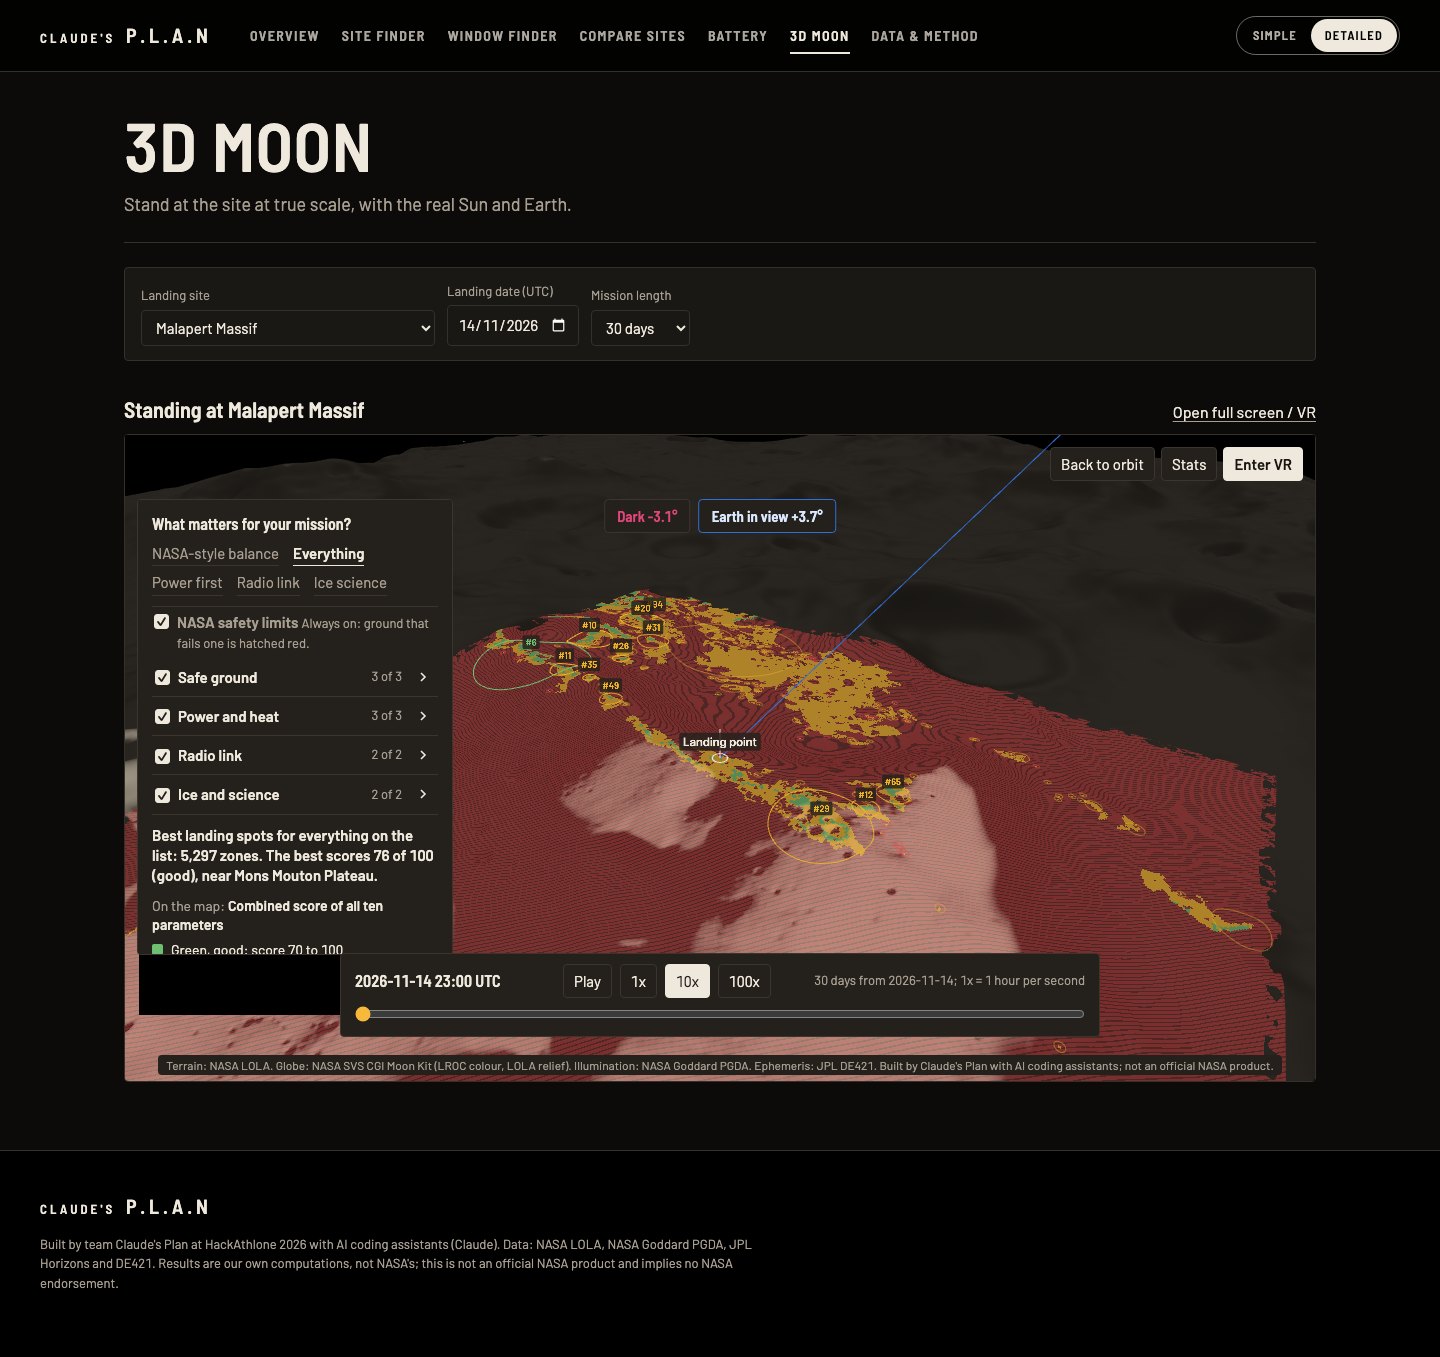 CLAUDE'S P.L.A.N
OVERVIEW
SITE FINDER
WINDOW FINDER
COMPARE SITES
BATTERY
3D MOON
DATA & METHOD
SIMPLE
DETAILED
3D MOON
Stand at the site at true scale, with the real Sun and Earth.
Landing site
Landing date (UTC)
Mission length
Malapert Massif
14/11/2026
30 days
Standing at Malapert Massif
Open full screen / VR
Back to orbit
Stats
Enter VR
What matters for your mission?
NASA-style balance
Everything
Power first
Radio link
Ice science
NASA safety limits Always on: ground that
fails one is hatched red.
Safe ground
3 of 3
Power and heat
3 of 3
Radio link
2 of 2
Ice and science
2 of 2
Best landing spots for everything on the
list: 5,297 zones. The best scores 76 of 100
(good), near Mons Mouton Plateau.
On the map: Combined score of all ten
parameters
Green, good: score 70 to 100
Dark -3.1°
Earth in view +3.7°
#20
#10
#31
#6
#26
#11
#35
#49
Landing point
#65
#12
#29
2026-11-14 23:00 UTC
Play
1x
10x
100x
30 days from 2026-11-14; 1x = 1 hour per second
Terrain: NASA LOLA. Globe: NASA SVS CGI Moon Kit (LROC colour, LOLA relief). Illumination: NASA Goddard PGDA. Ephemeris: JPL DE421. Built by Claude's Plan with AI coding assistants; not an official NASA product.
CLAUDE'S P.L.A.N
Built by team Claude's Plan at HackAthlone 2026 with AI coding assistants (Claude). Data: NASA LOLA, NASA Goddard PGDA, JPL
Horizons and DE421. Results are our own computations, not NASA's; this is not an official NASA product and implies no NASA
endorsement.